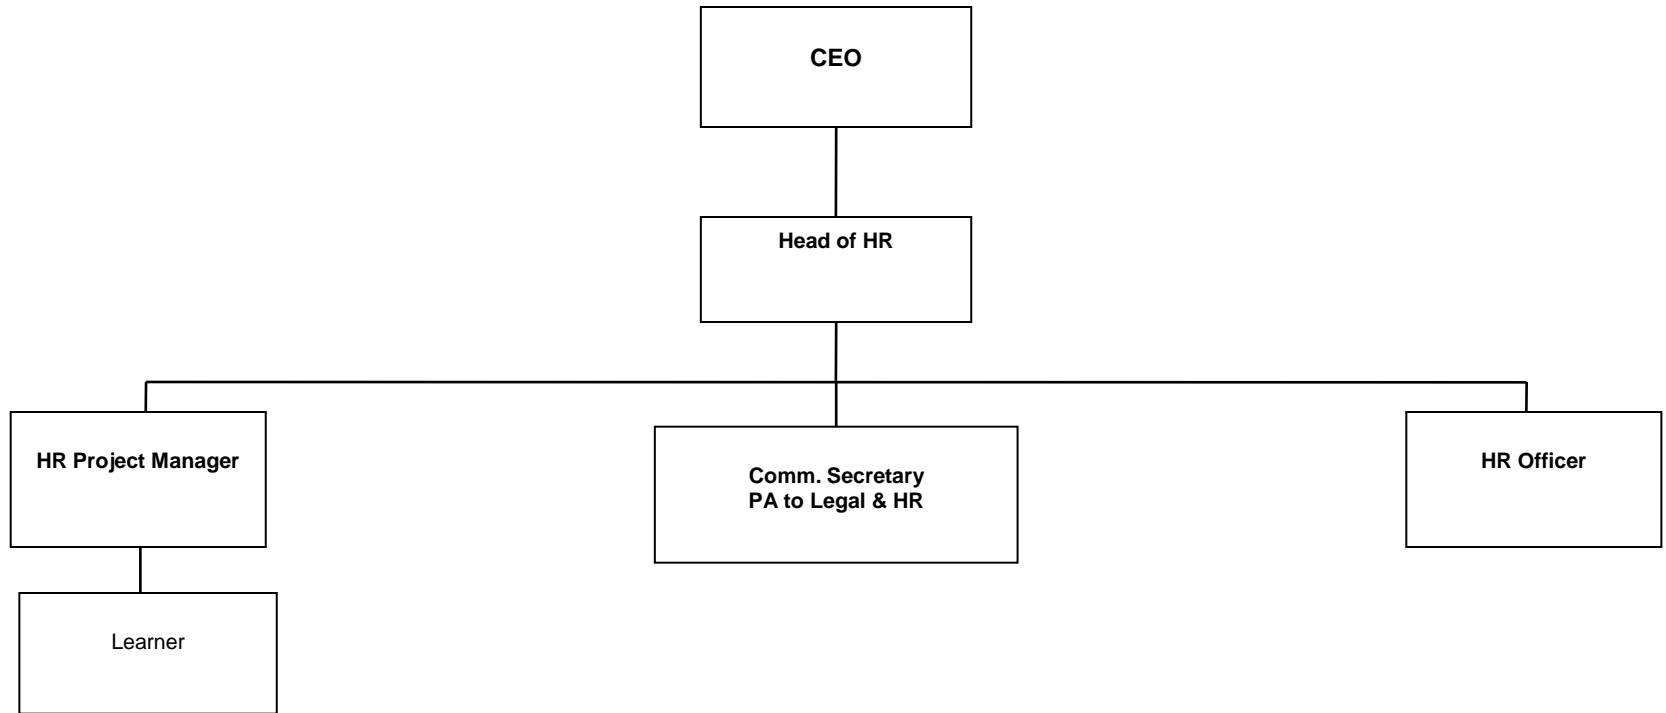 CEO
Head of HR
HR Project Manager
Comm. Secretary
PA to Legal & HR
HR Officer
Learner